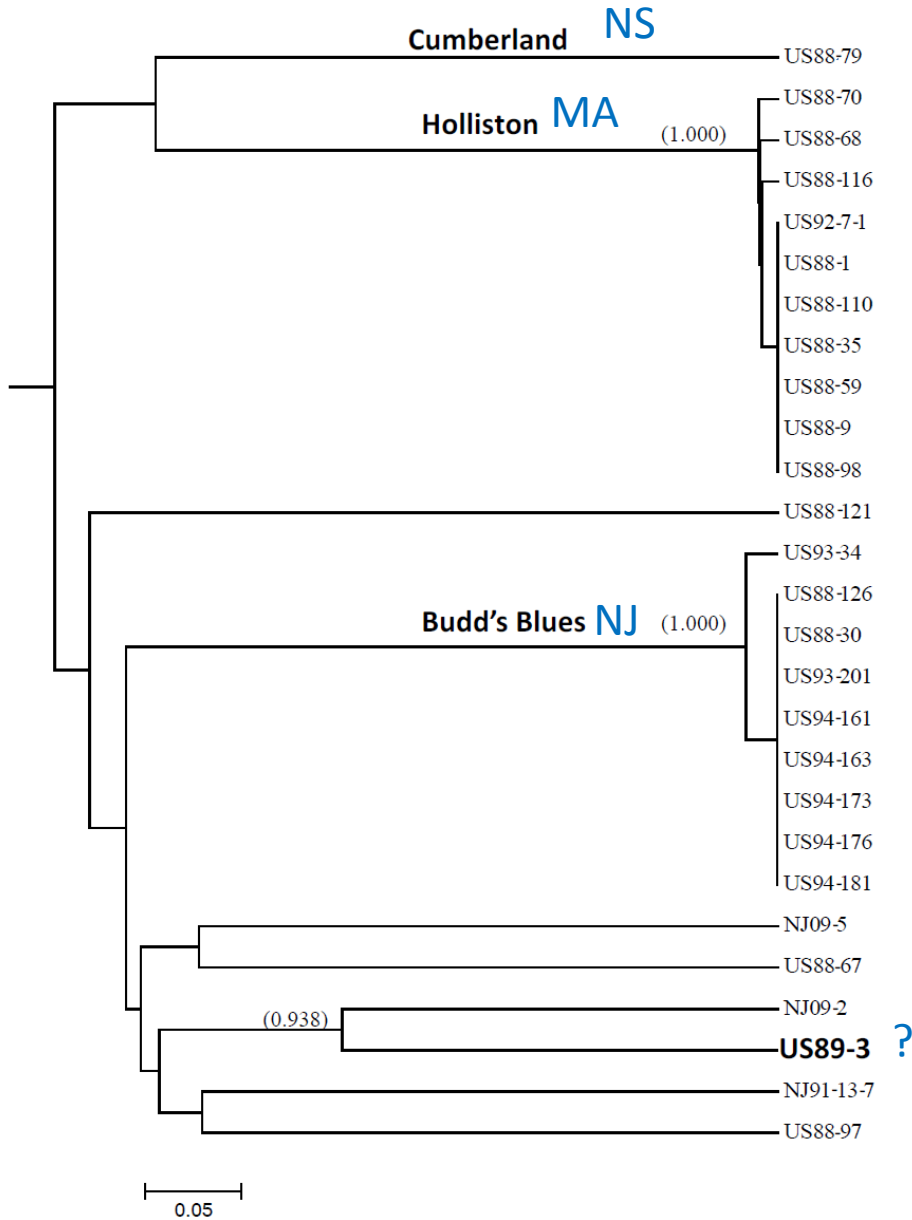 Cumberland NS
US88-79
US88-70
Holliston MA (1.000)
US88-68
US88-116
US92-7-1
US88-1
US88-110
US88-35
US88-59
US88-9
US88-98
US88-121
US93-34
US88-126
Budd's Blues NJ (1.000)
US88-30
US93-201
US94-161
US94-163
US94-173
US94-176
US94-181
NJ09-5
US88-67
NJ09-2
(0.938)
US89-3 ?
NJ91-13-7
US88-97
0.05